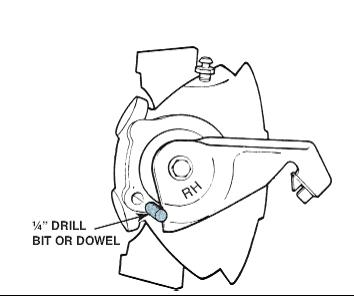 RH
¼" DRILL
BIT OR DOWEL